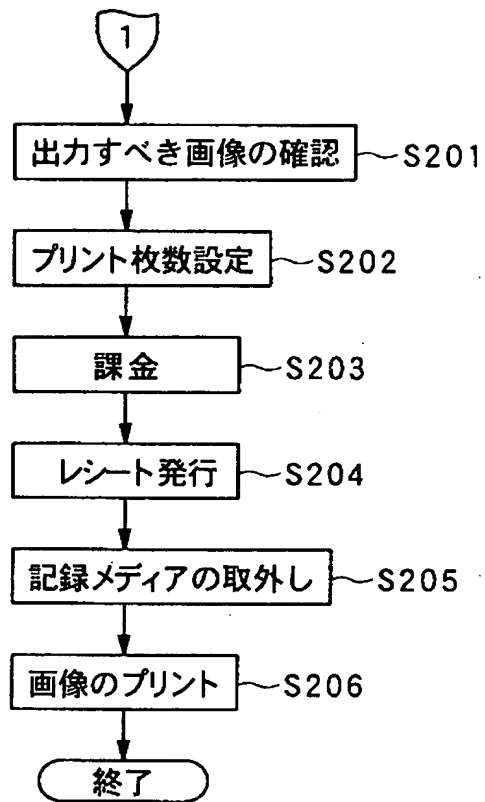 1
出力すべき画像の確認 S201
プリント枚数設定 S202
課金 S203
レシート発行 S204
記録メディアの取外し S205
画像のプリント S206
終了